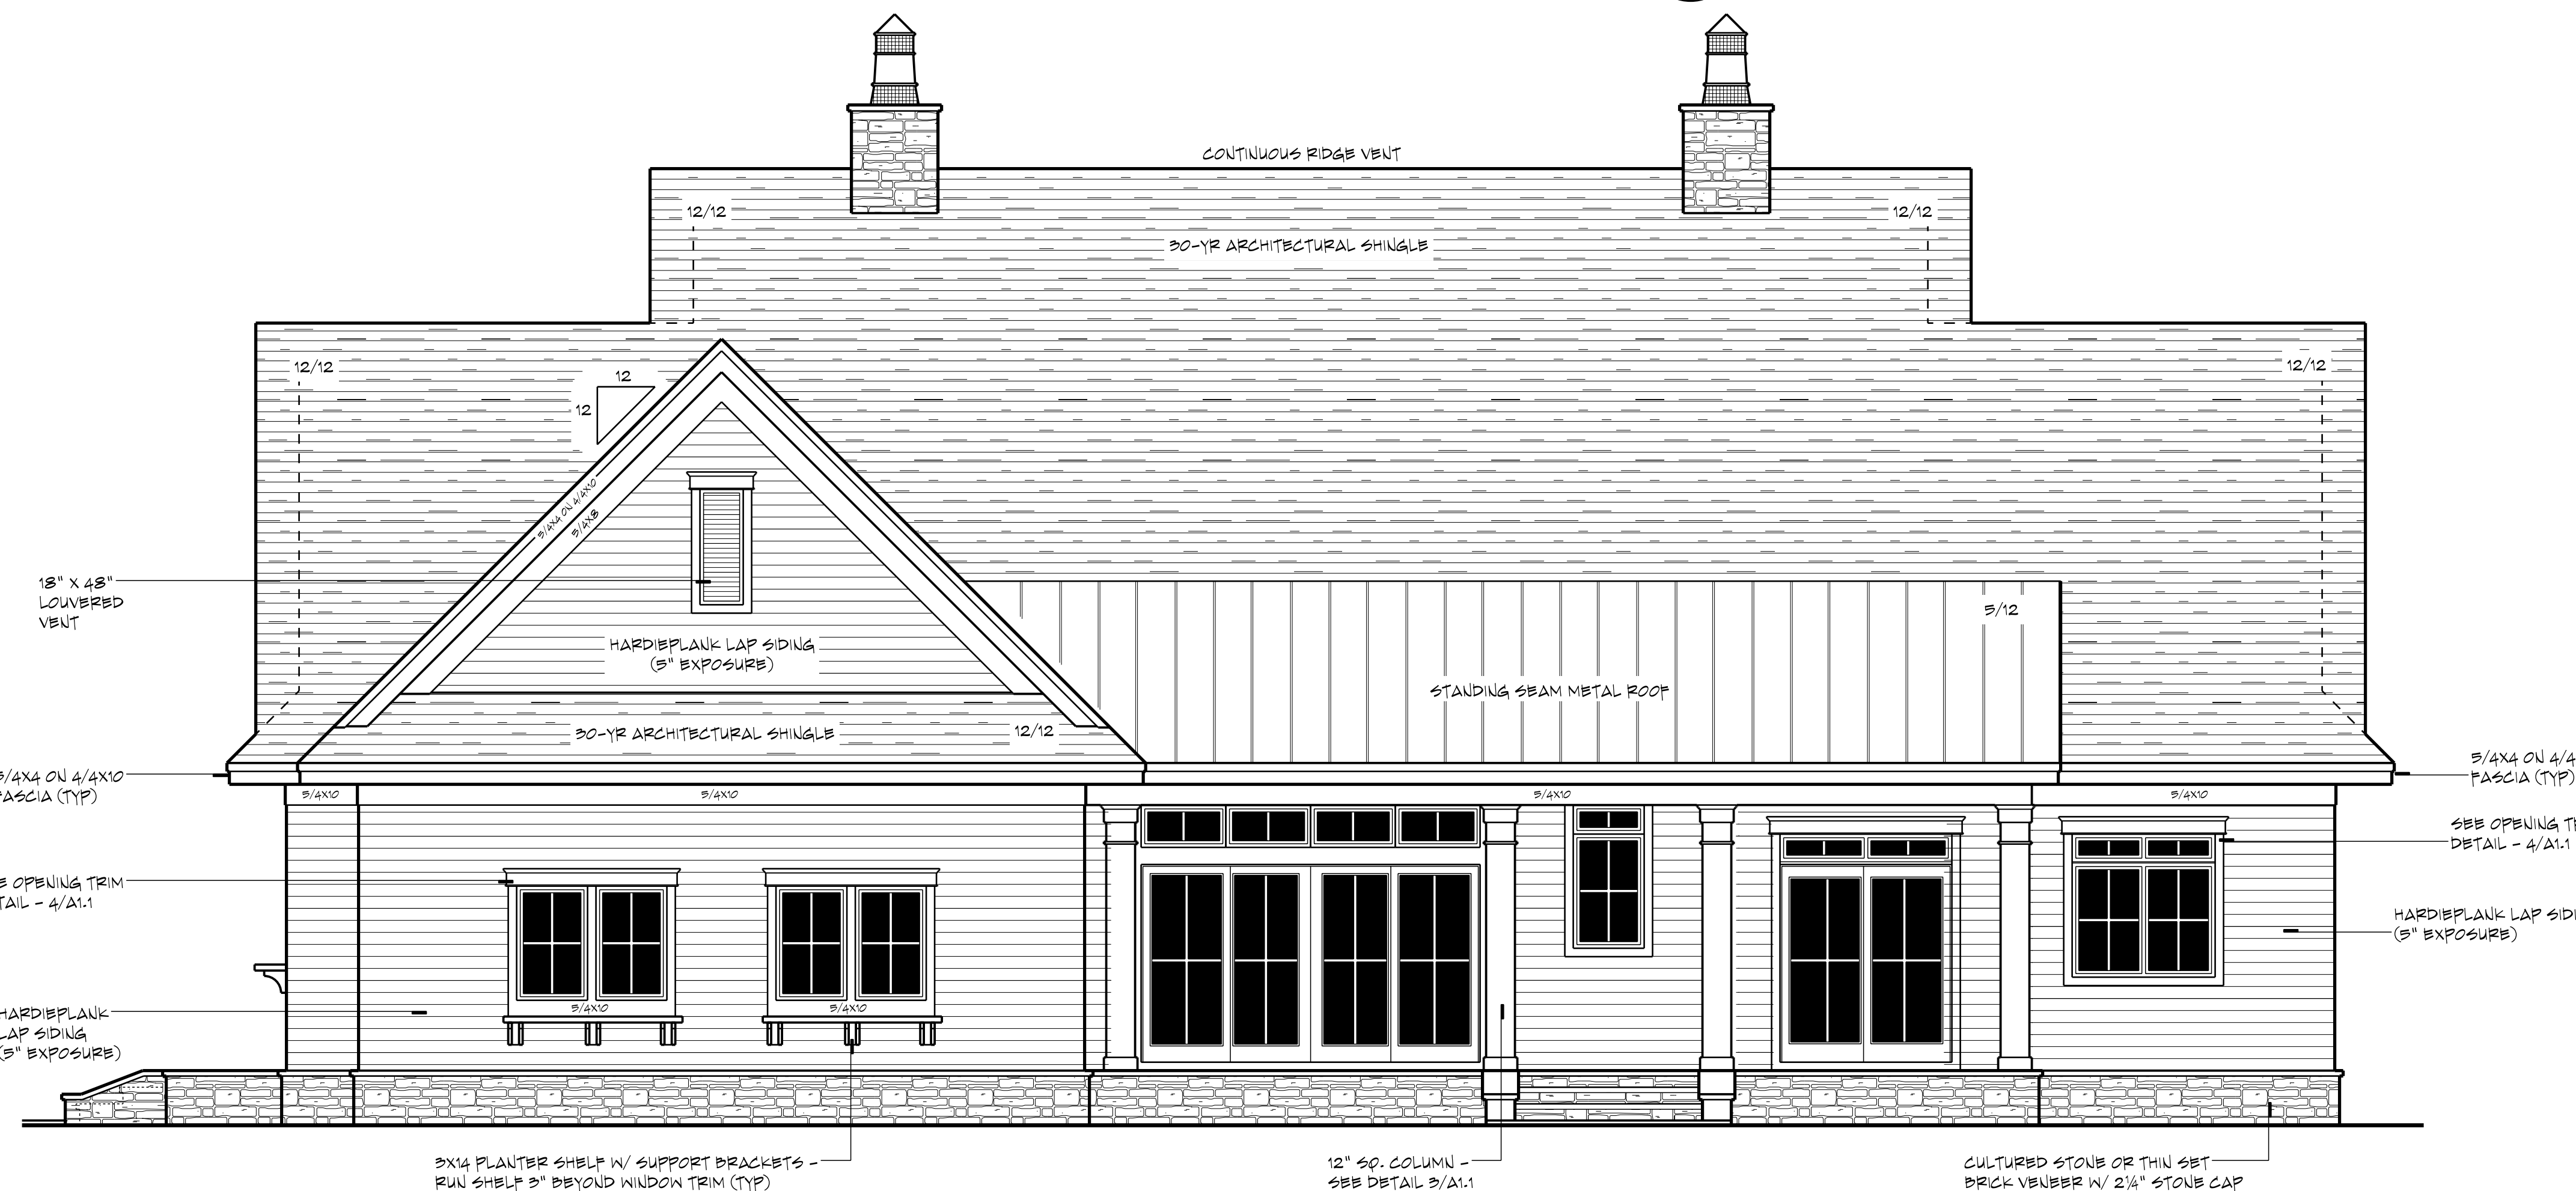 CONTINUOUS RIDGE VENT
12/12
12/12
30-YR ARCHITECTURAL SHINGLE
12/12
12
12
12/12
5/4X4 ON 4/4X10
5/4X8
18" X 48"
LOUVERED
VENT
5/12
HARDIEPLANK LAP SIDING
(5" EXPOSURE)
STANDING SEAM METAL ROOF
30-YR ARCHITECTURAL SHINGLE
12/12
5/4X4 ON 4/4X10
FASCIA (TYP)
5/4X4 ON 4/4
FASCIA (TYP)
5/4X10
5/4X10
5/4X10
5/4X10
SEE OPENING
DETAIL - 4/A1.1
OPENING TRIM
4/A1.1
HARDIEPLANK LAP
(5" EXPOSURE)
5/4X10
5/4X10
HARDIEPLANK
LAP SIDING
(5" EXPOSURE)
3X14 PLANTER SHELF W/ SUPPORT BRACKETS -
RUN SHELF 3" BEYOND WINDOW TRIM (TYP)
12" SQ. COLUMN -
SEE DETAIL 3/A1.1
CULTURED STONE OR THIN SET
BRICK VENEER W/ 2¼" STONE CAP